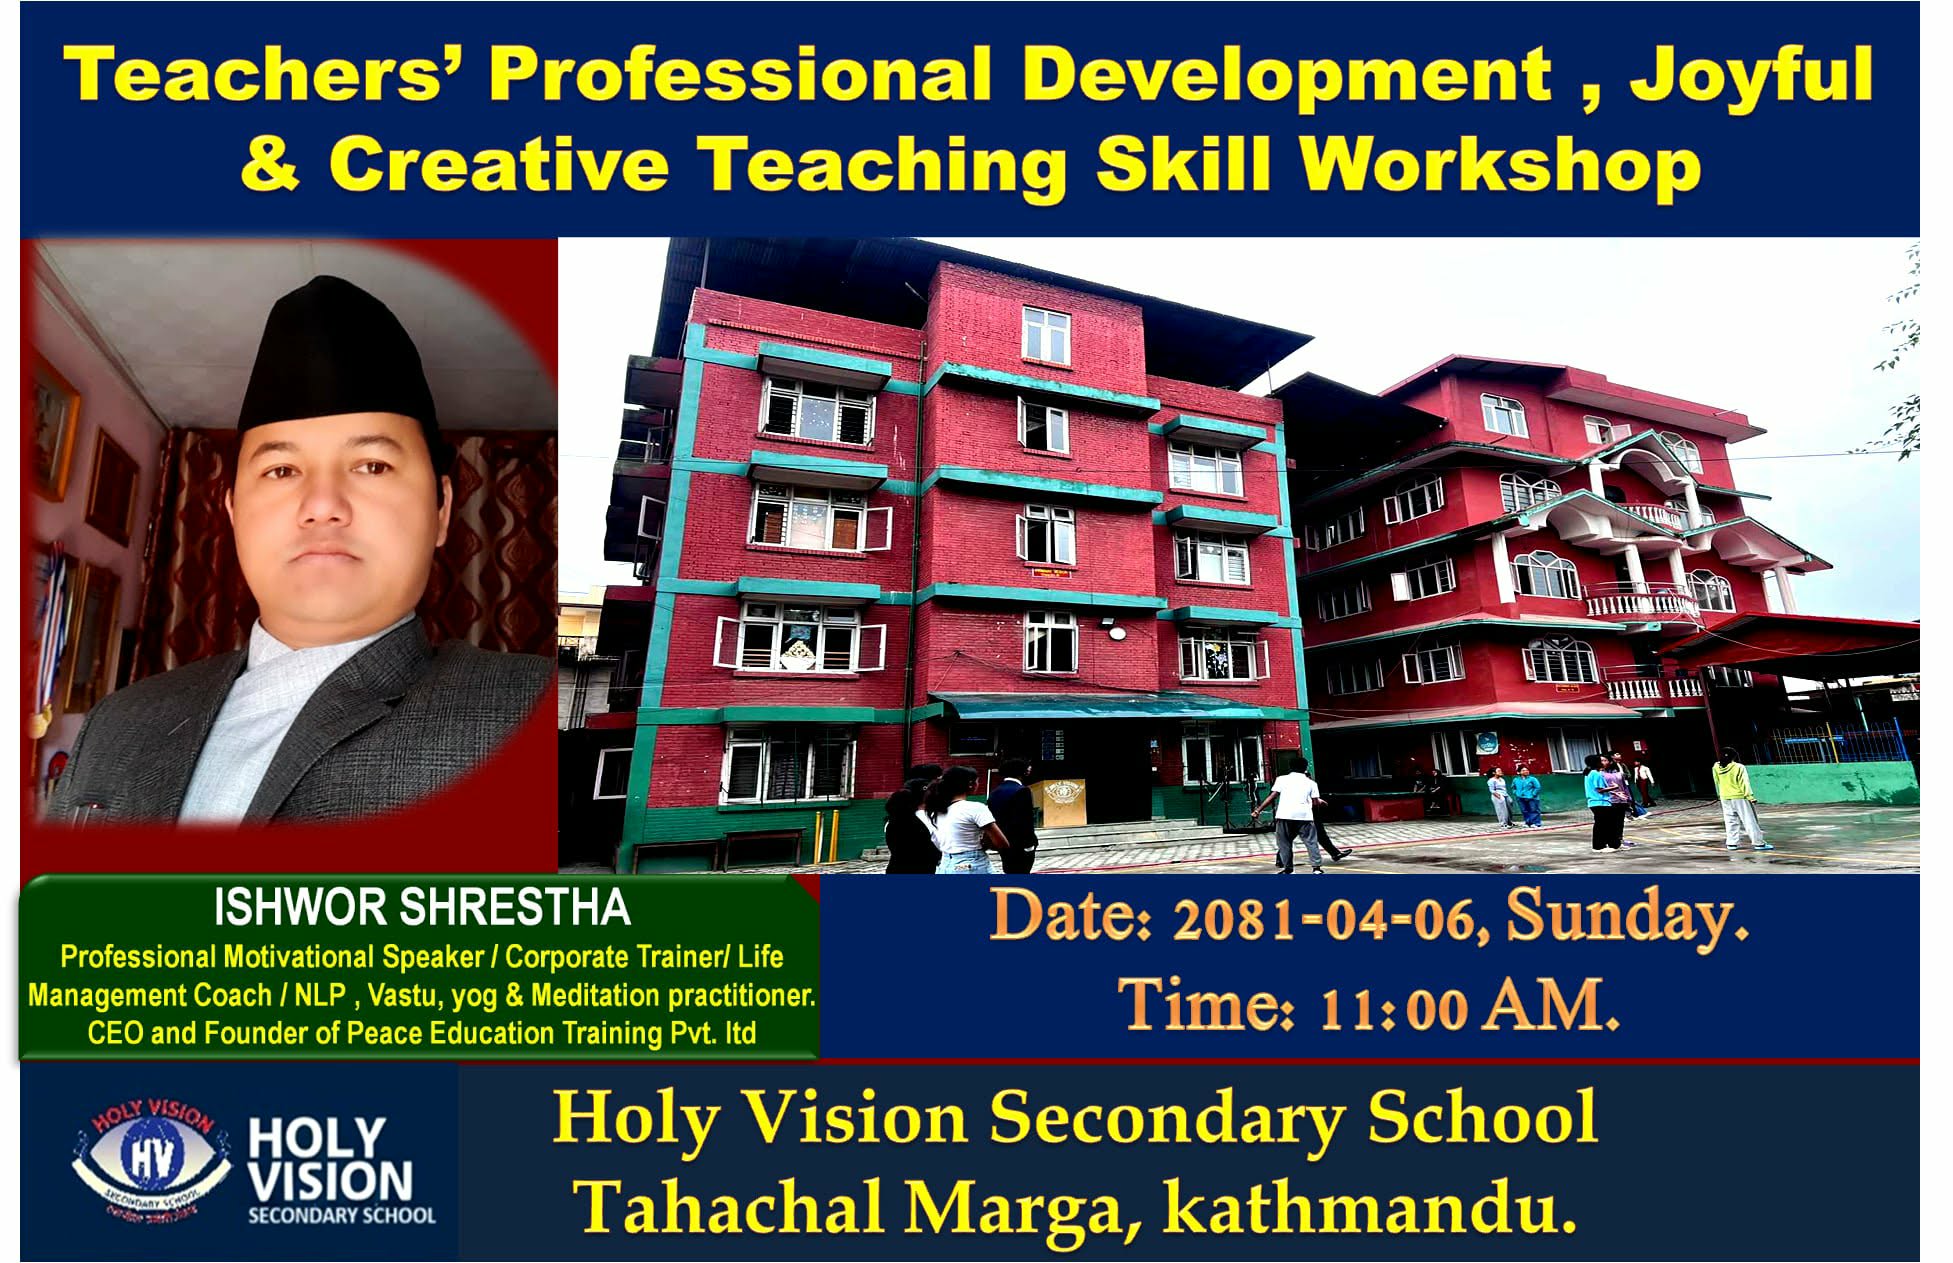 Teachers’ Professional Development , Joyful
& Creative Teaching Skill Workshop
ISHWOR SHRESTHA
Professional Motivational Speaker / Corporate Trainer/ Life
Management Coach / NLP , Vastu, yog & Meditation practitioner.
CEO and Founder of Peace Education Training Pvt. ltd
Date: 2081-04-06, Sunday.
Time: 11:00 AM.
HOLY VISION
HV
SECONDARY SCHOOL
HOLY
VISION
SECONDARY SCHOOL
Holy Vision Secondary School
Tahachal Marga, kathmandu.